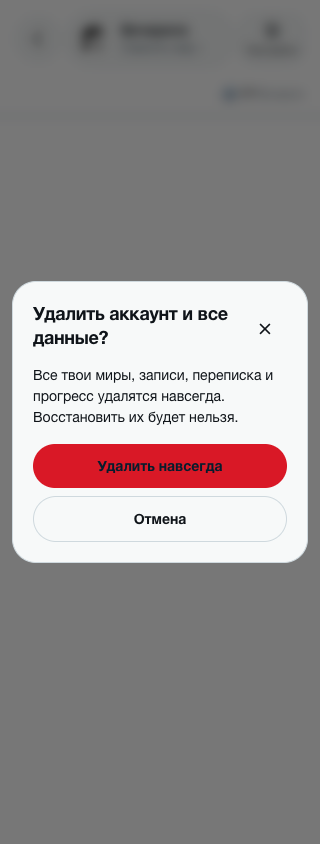 Удалить аккаунт и все
данные?
Все твои миры, записи, переписка и
прогресс удалятся навсегда.
Восстановить их будет нельзя.
Удалить навсегда
Отмена